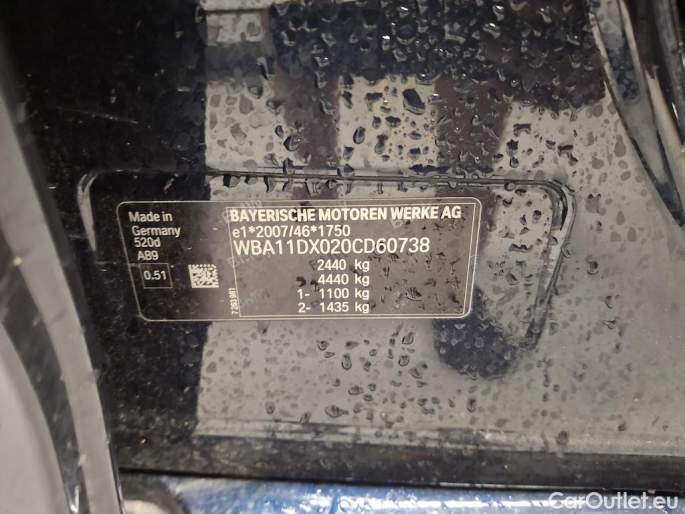 Made in
Germany
520d
A89
0.51
BAYERISCHE MOTOREN WERKE AG
e1*2007/46*1750
WBA11DX020CD60738
2440 kg
4440 kg
1- 1100 kg
2- 1435 kg
CarOutlet.eu